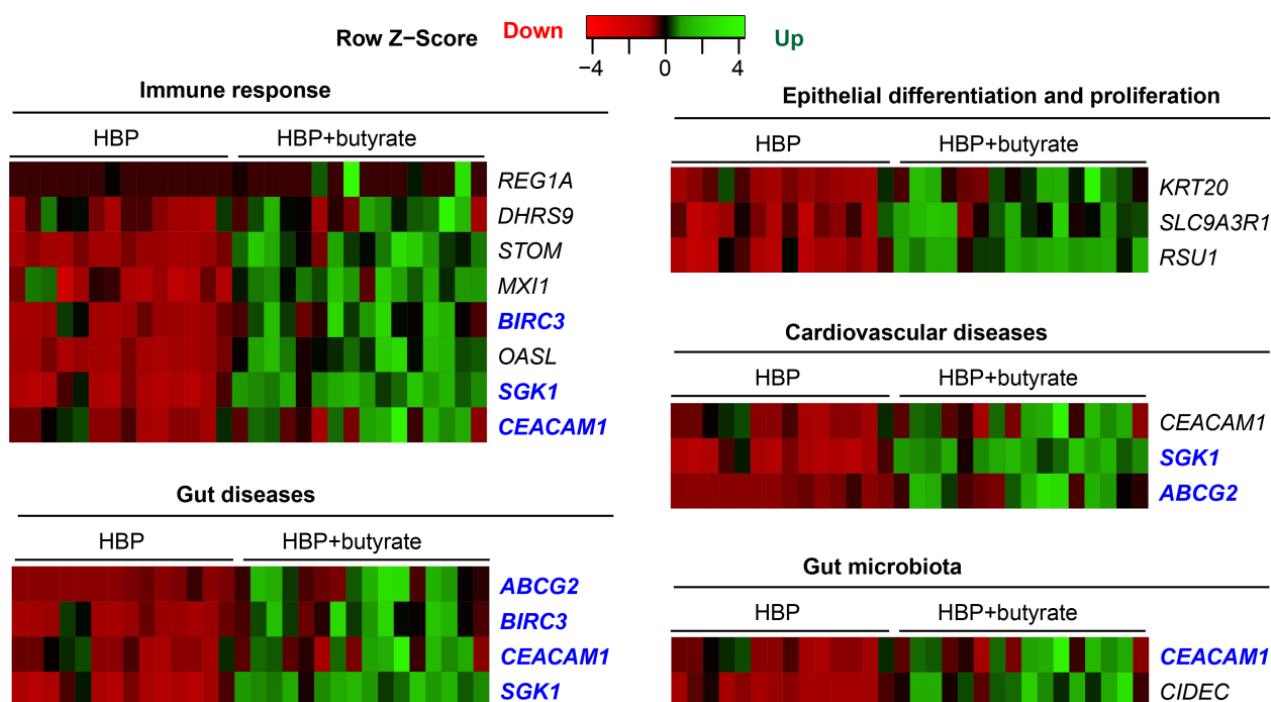 Row Z−Score Down Up
−4 0 4
Immune response
HBP HBP+butyrate
REG1A
DHRS9
STOM
MXI1
BIRC3
OASL
SGK1
CEACAM1
Gut diseases
HBP HBP+butyrate
ABCG2
BIRC3
CEACAM1
SGK1
Epithelial differentiation and proliferation
HBP HBP+butyrate
KRT20
SLC9A3R1
RSU1
Cardiovascular diseases
HBP HBP+butyrate
CEACAM1
SGK1
ABCG2
Gut microbiota
HBP HBP+butyrate
CEACAM1
CIDEC